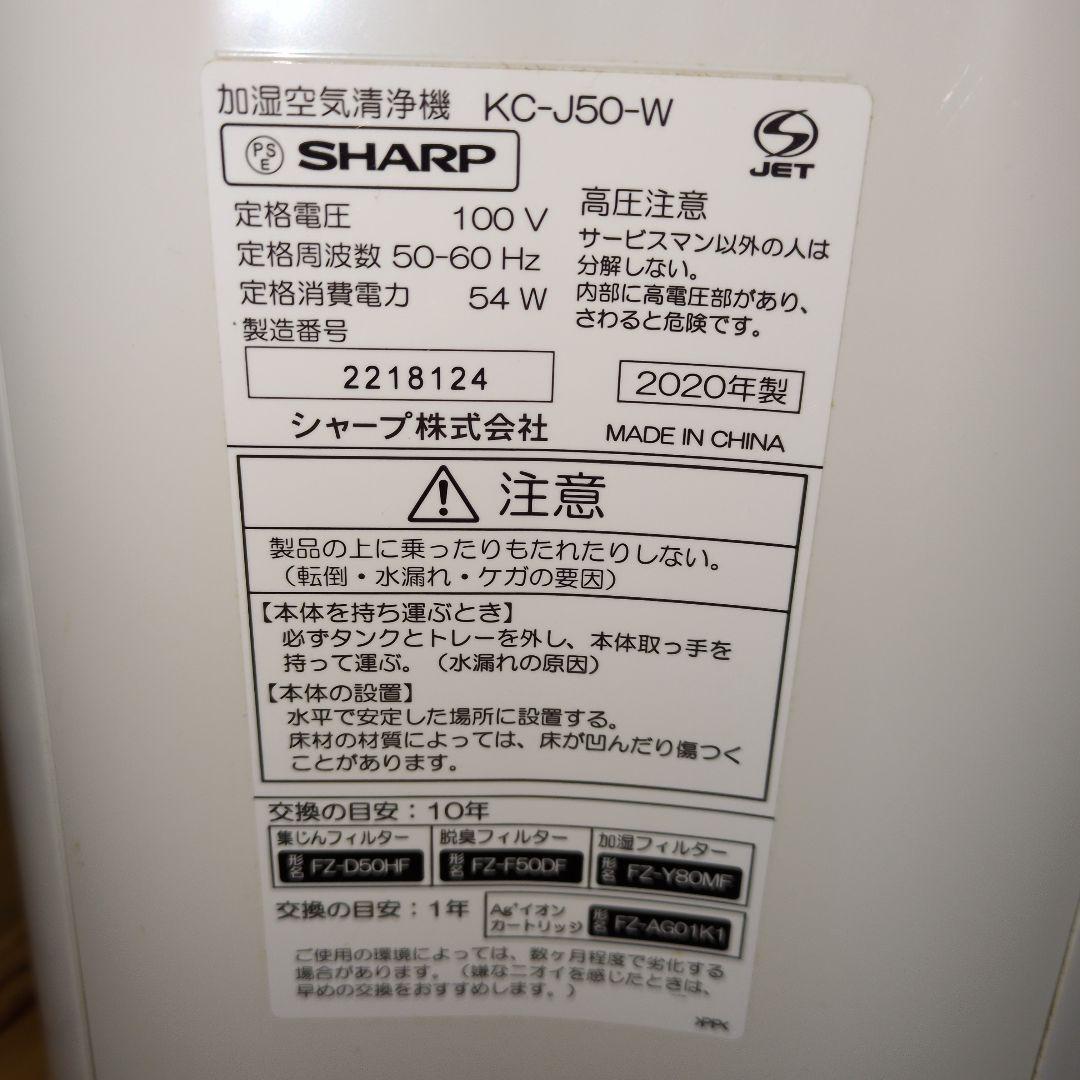 加湿空気清浄機 KC-J50-W
PSE SHARP
JET
定格電圧 100 V
定格周波数 50-60 Hz
定格消費電力 54 W
製造番号
2218124
シャープ株式会社
高圧注意
サービスマン以外の人は
分解しない。
内部に高電圧部があり、
さわると危険です。
2020年製
MADE IN CHINA
注意
製品の上に乗ったりもたれたりしない。
（転倒・水漏れ・ケガの要因）
【本体を持ち運ぶとき】
必ずタンクとトレーを外し、本体取っ手を
持って運ぶ。（水漏れの原因）
【本体の設置】
水平で安定した場所に設置する。
床材の材質によっては、床が凹んだり傷つく
ことがあります。
交換の目安：10年
集じんフィルター
形名 FZ-D50HF
脱臭フィルター
形名 FZ-F50DF
加湿フィルター
形名 FZ-Y80MF
交換の目安：1年
Ag⁺イオン
カートリッジ
形名 FZ-AG01K1
ご使用の環境によっては、数ヶ月程度で劣化する
場合があります。（嫌なニオイを感じたときは、
早めの交換をおすすめします。）
>PP<